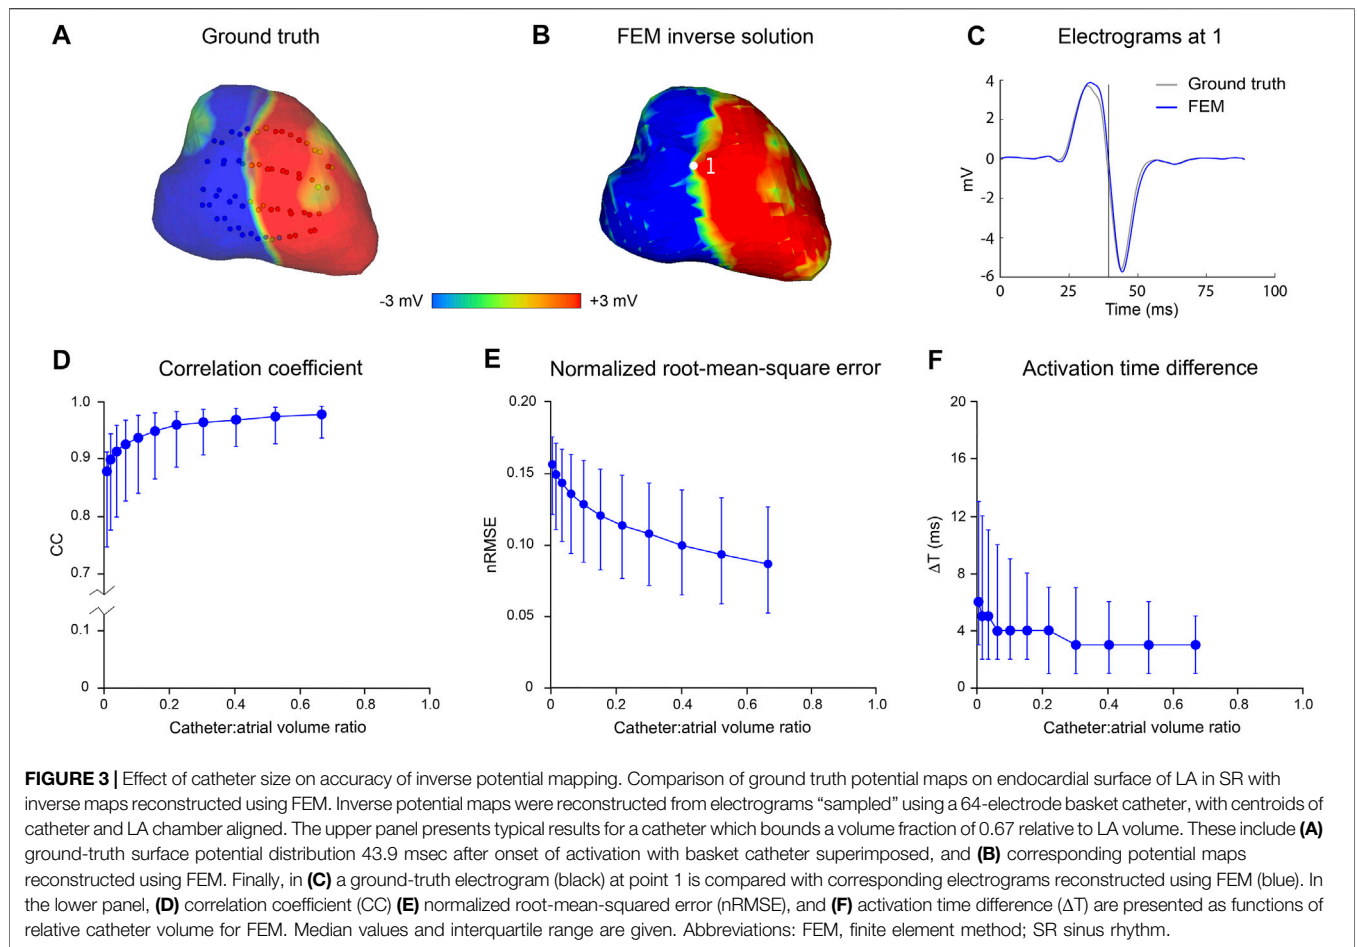 A Ground truth
B FEM inverse solution
C Electrograms at 1
4
2
0
-2
-4
-6
mV
Ground truth
FEM
0 25 50 75 100
Time (ms)
1
-3 mV +3 mV
D Correlation coefficient
1.0
0.9
0.8
0.7
0.1
0
CC
0 0.2 0.4 0.6 0.8 1.0
Catheter:atrial volume ratio
E Normalized root-mean-square error
0.20
0.15
0.10
0.05
0
nRMSE
0 0.2 0.4 0.6 0.8 1.0
Catheter:atrial volume ratio
F Activation time difference
20
16
12
8
4
0
ΔT (ms)
0 0.2 0.4 0.6 0.8 1.0
Catheter:atrial volume ratio
FIGURE 3 | Effect of catheter size on accuracy of inverse potential mapping. Comparison of ground truth potential maps on endocardial surface of LA in SR with
inverse maps reconstructed using FEM. Inverse potential maps were reconstructed from electrograms “sampled” using a 64-electrode basket catheter, with centroids of
catheter and LA chamber aligned. The upper panel presents typical results for a catheter which bounds a volume fraction of 0.67 relative to LA volume. These include (A)
ground-truth surface potential distribution 43.9 msec after onset of activation with basket catheter superimposed, and (B) corresponding potential maps
reconstructed using FEM. Finally, in (C) a ground-truth electrogram (black) at point 1 is compared with corresponding electrograms reconstructed using FEM (blue). In
the lower panel, (D) correlation coefficient (CC) (E) normalized root-mean-squared error (nRMSE), and (F) activation time difference (ΔT) are presented as functions of
relative catheter volume for FEM. Median values and interquartile range are given. Abbreviations: FEM, finite element method; SR sinus rhythm.